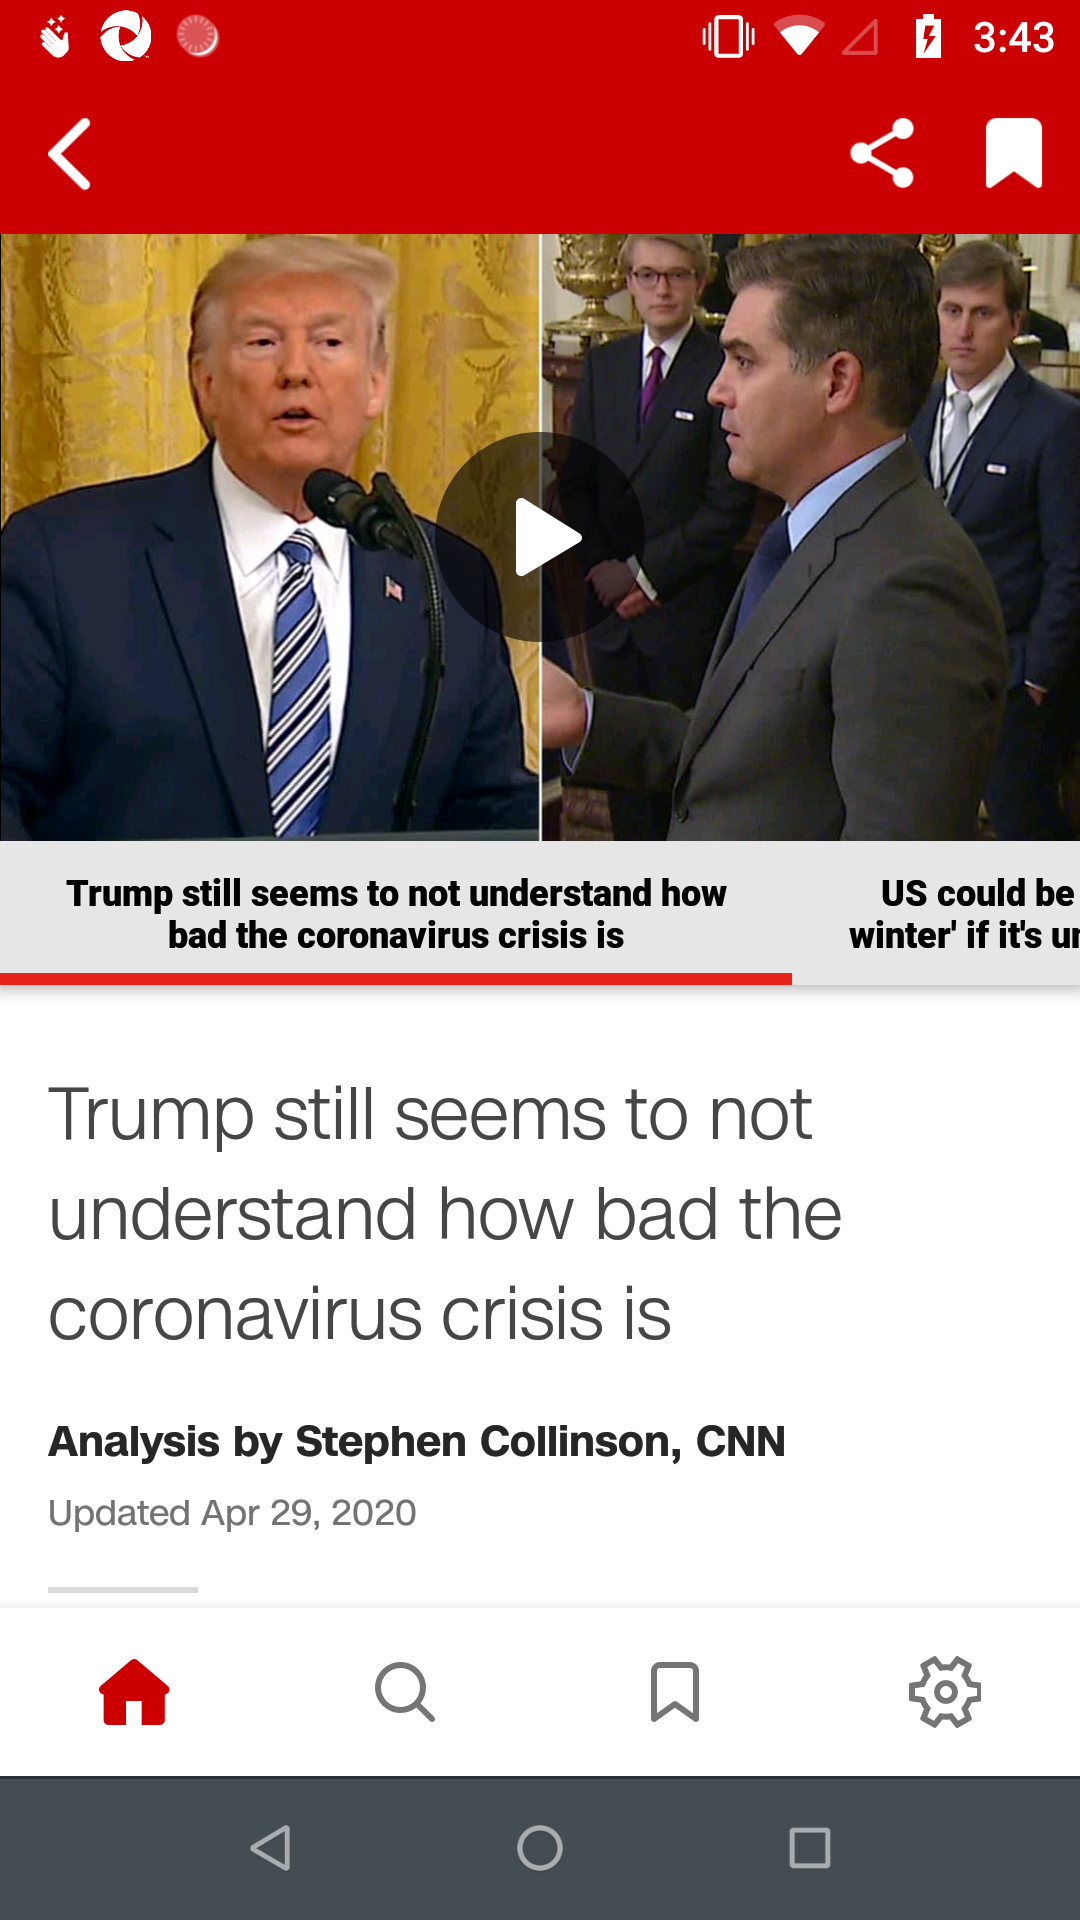 3:43
Trump still seems to not understand how
bad the coronavirus crisis is
US could be
winter' if it's un
Trump still seems to not
understand how bad the
coronavirus crisis is
Analysis by Stephen Collinson, CNN
Updated Apr 29, 2020